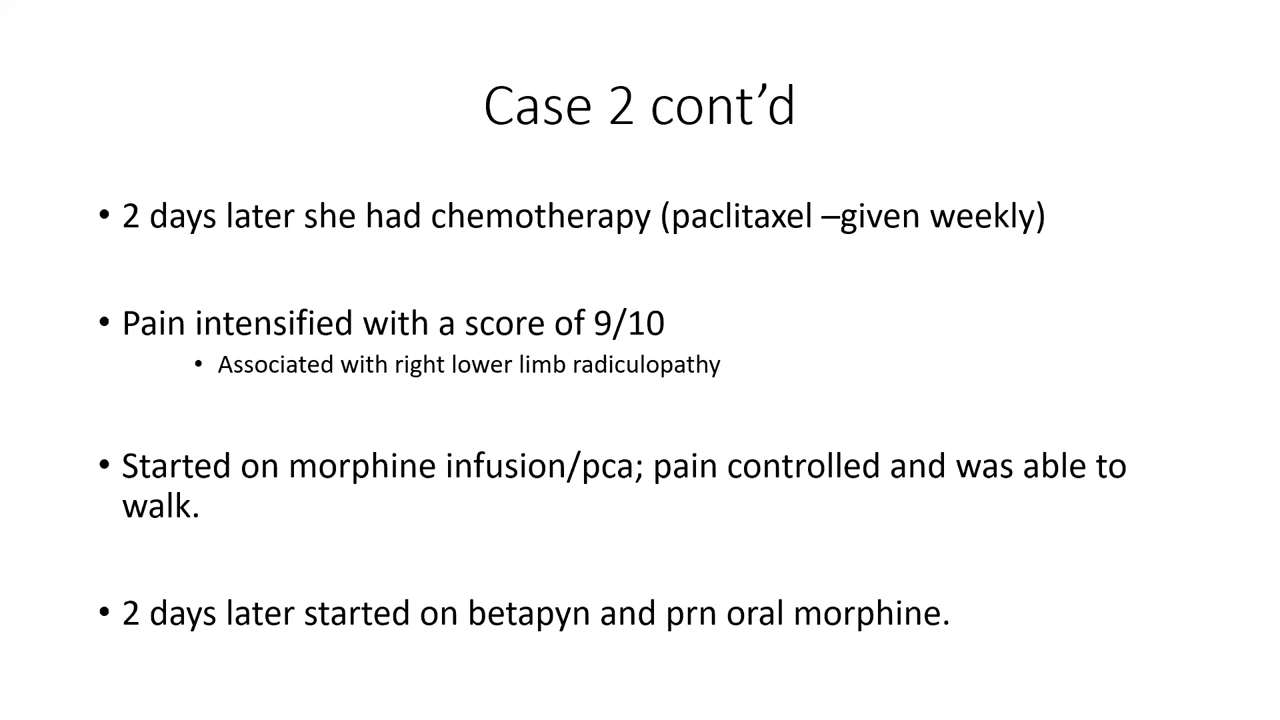 Case 2 cont’d
• 2 days later she had chemotherapy (paclitaxel –given weekly)
• Pain intensified with a score of 9/10
• Associated with right lower limb radiculopathy
• Started on morphine infusion/pca; pain controlled and was able to
walk.
• 2 days later started on betapyn and prn oral morphine.